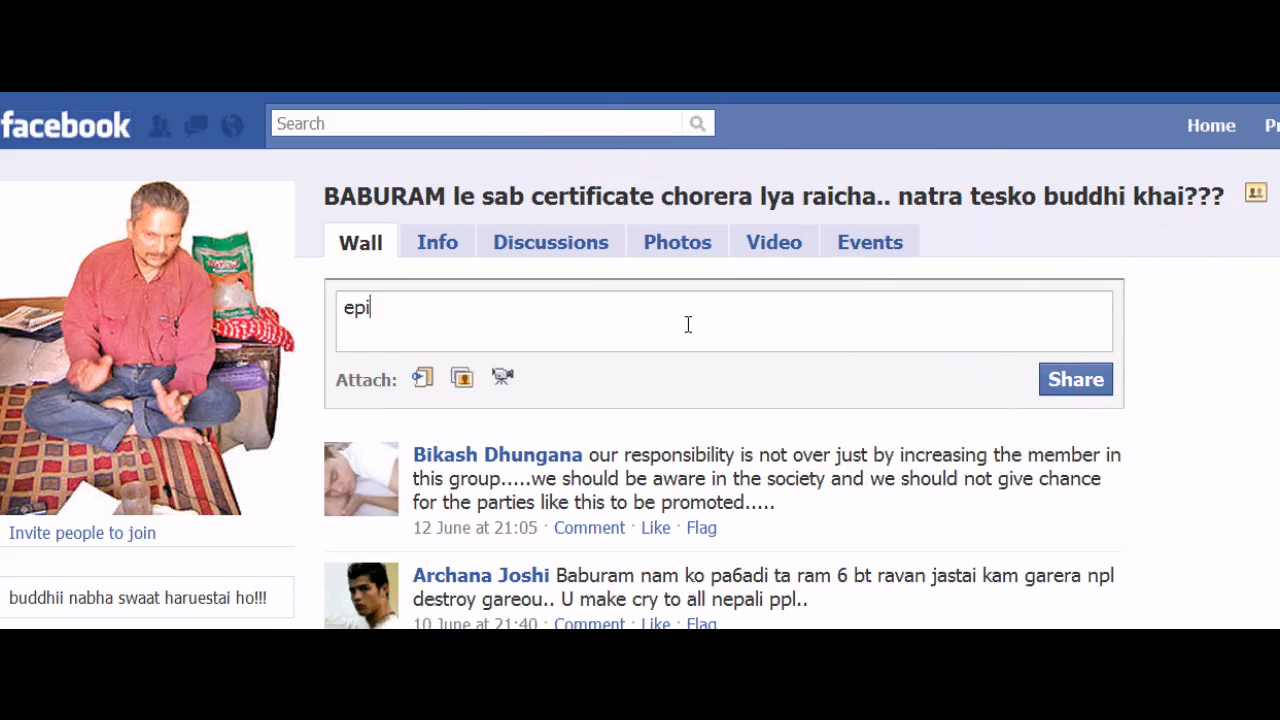 facebook
Search
Home
Pr
BABURAM le sab certificate chorera lya raicha.. natra tesko buddhi khai???
Wall
Info
Discussions
Photos
Video
Events
epi
Attach:
Share
Bikash Dhungana our responsibility is not over just by increasing the member in
this group.....we should be aware in the society and we should not give chance
for the parties like this to be promoted.....
12 June at 21:05 · Comment · Like · Flag
Invite people to join
Archana Joshi Baburam nam ko pa6adi ta ram 6 bt ravan jastai kam garera npl
destroy gareou.. U make cry to all nepali ppl..
10 June at 21:40 · Comment · Like · Flag
buddhii nabha swaat haruestai ho!!!